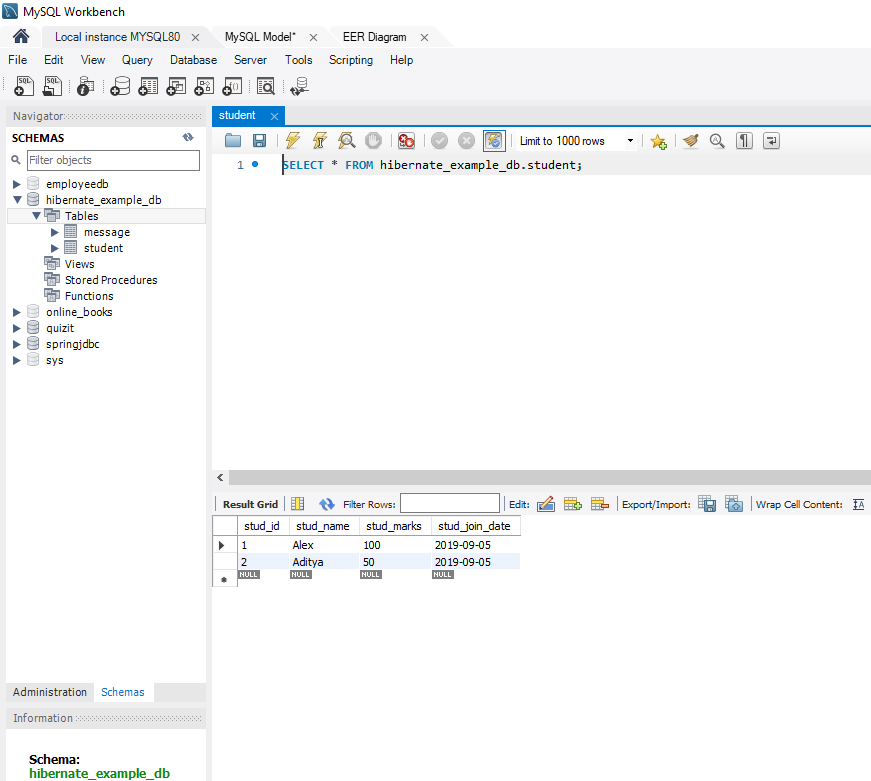 MySQL Workbench
Local instance MYSQL80 × MySQL Model* × EER Diagram ×
File Edit View Query Database Server Tools Scripting Help
Navigator
SCHEMAS
Filter objects
employeedb
hibernate_example_db
Tables
message
student
Views
Stored Procedures
Functions
online_books
quizit
springjdbc
sys
Administration Schemas
Information
Schema:
hibernate_example_db
student ×
Limit to 1000 rows
1 SELECT * FROM hibernate_example_db.student;
Result Grid Filter Rows: Edit: Export/Import: Wrap Cell Content:
stud_id stud_name stud_marks stud_join_date
1 Alex 100 2019-09-05
2 Aditya 50 2019-09-05
NULL NULL NULL NULL